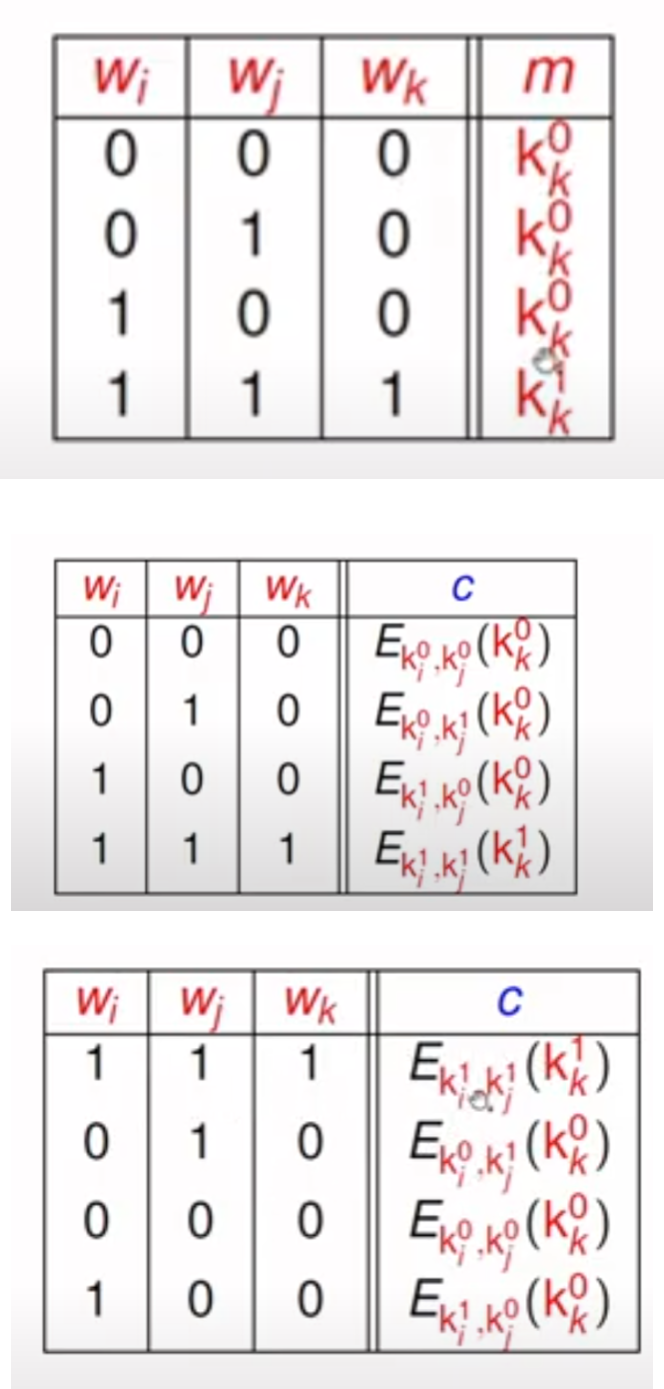 w_i w_j w_k m
0 0 0 k_k^0
0 1 0 k_k^0
1 0 0 k_k^0
1 1 1 k_k^1
w_i w_j w_k c
0 0 0 E_{k_i^0,k_j^0}(k_k^0)
0 1 0 E_{k_i^0,k_j^1}(k_k^0)
1 0 0 E_{k_i^1,k_j^0}(k_k^0)
1 1 1 E_{k_i^1,k_j^1}(k_k^1)
w_i w_j w_k c
1 1 1 E_{k_i^1,k_j^1}(k_k^1)
0 1 0 E_{k_i^0,k_j^1}(k_k^0)
0 0 0 E_{k_i^0,k_j^0}(k_k^0)
1 0 0 E_{k_i^1,k_j^0}(k_k^0)